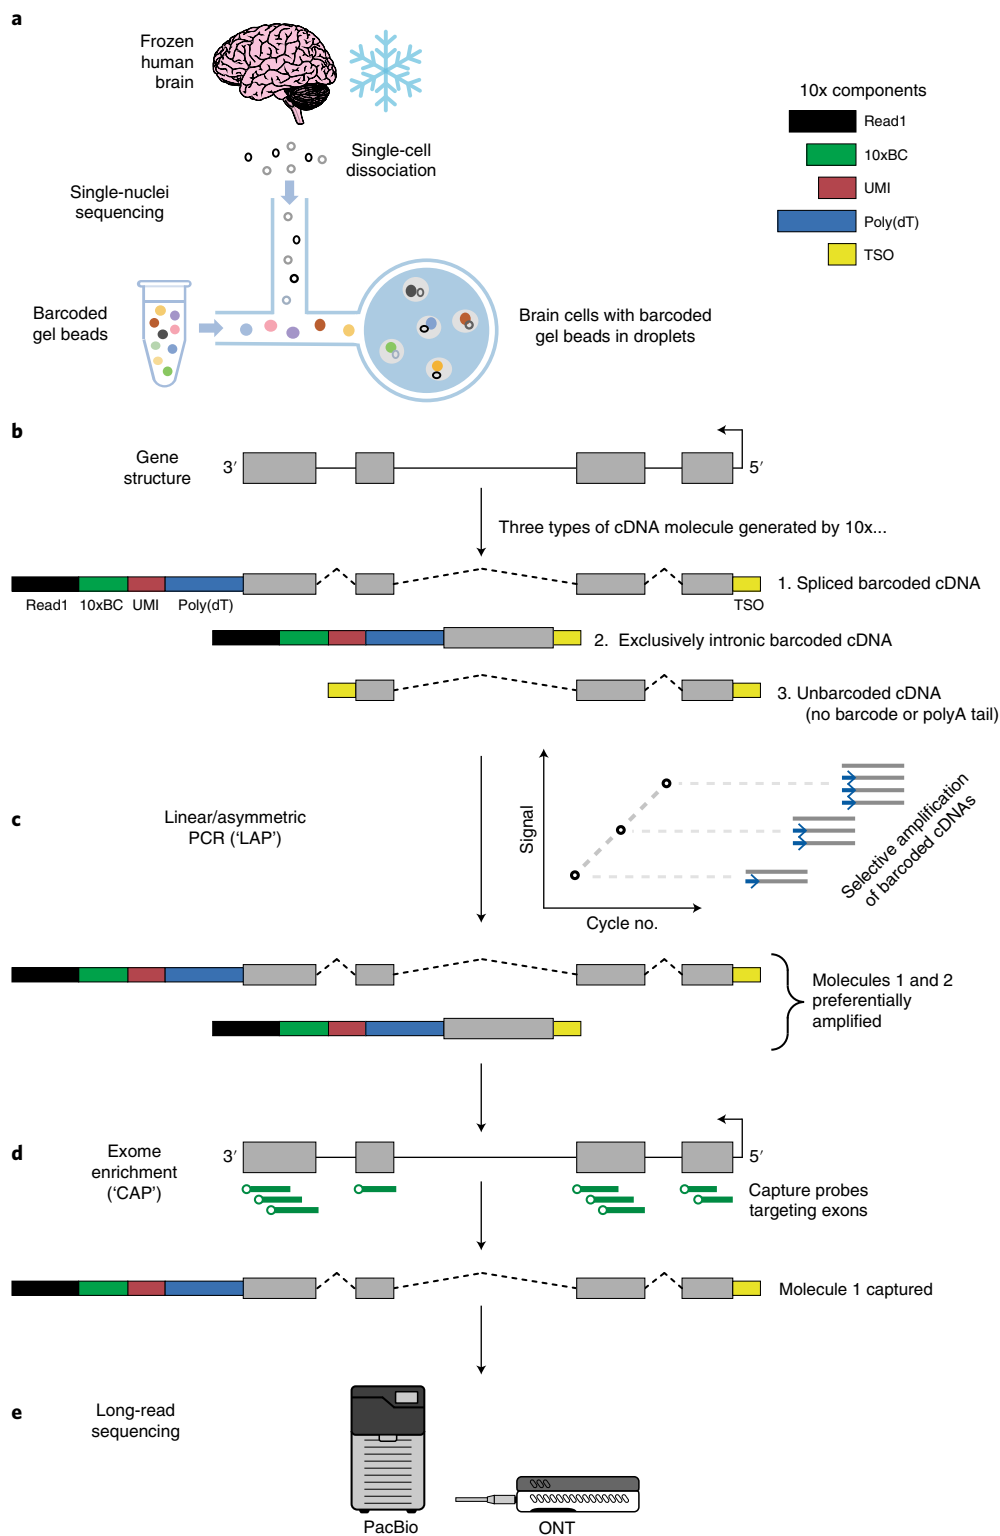 a
Frozen
human
brain
Single-cell
dissociation
Single-nuclei
sequencing
Barcoded
gel beads
Brain cells with barcoded
gel beads in droplets
10x components
Read1
10xBC
UMI
Poly(dT)
TSO
b
Gene
structure
3′
5′
Three types of cDNA molecule generated by 10x...
1. Spliced barcoded cDNA
Read1 10xBC UMI Poly(dT) TSO
2. Exclusively intronic barcoded cDNA
3. Unbarcoded cDNA
(no barcode or polyA tail)
c
Linear/asymmetric
PCR (‘LAP’)
Signal
Cycle no.
Selective amplification
of barcoded cDNAs
Molecules 1 and 2
preferentially
amplified
d
Exome
enrichment
(‘CAP’)
3′
5′
Capture probes
targeting exons
Molecule 1 captured
e
Long-read
sequencing
PacBio
ONT